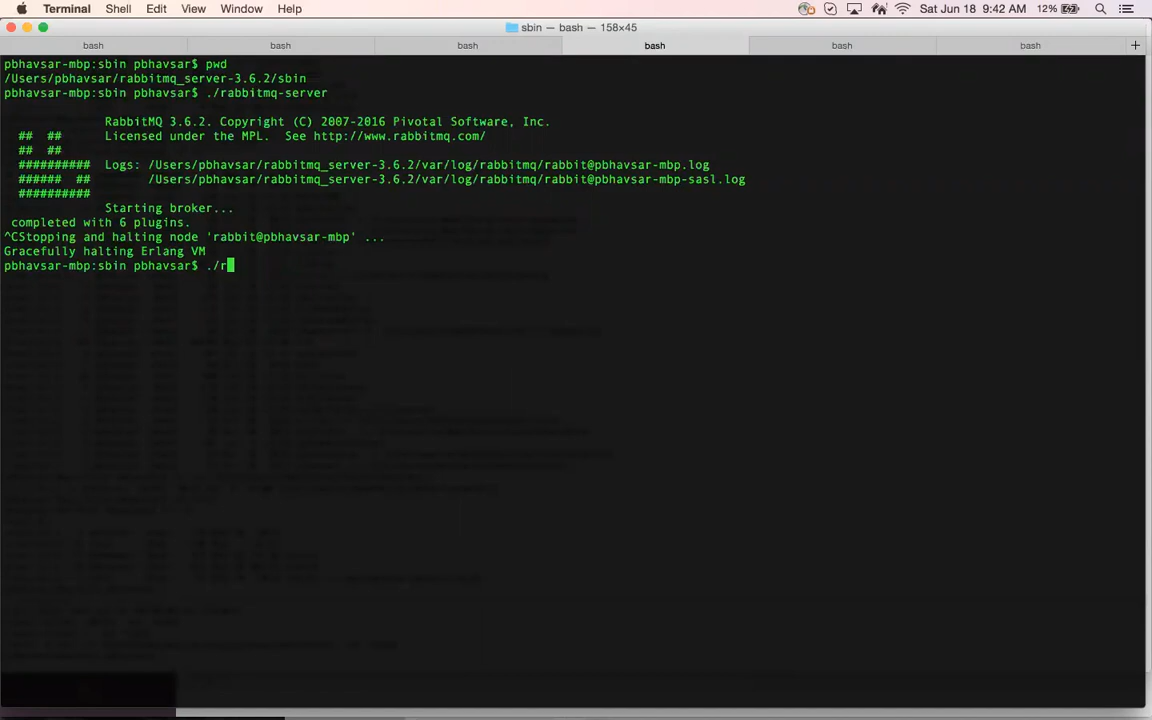 Terminal Shell Edit View Window Help Sat Jun 18 9:42 AM 12%
sbin — bash — 158×45
bash bash bash bash bash bash +
pbhavsar-mbp:sbin pbhavsar$ pwd
/Users/pbhavsar/rabbitmq_server-3.6.2/sbin
pbhavsar-mbp:sbin pbhavsar$ ./rabbitmq-server
RabbitMQ 3.6.2. Copyright (C) 2007-2016 Pivotal Software, Inc.
## ## Licensed under the MPL. See http://www.rabbitmq.com/
## ##
########## Logs: /Users/pbhavsar/rabbitmq_server-3.6.2/var/log/rabbitmq/rabbit@pbhavsar-mbp.log
###### ## /Users/pbhavsar/rabbitmq_server-3.6.2/var/log/rabbitmq/rabbit@pbhavsar-mbp-sasl.log
##########
Starting broker...
completed with 6 plugins.
^CStopping and halting node 'rabbit@pbhavsar-mbp' ...
Gracefully halting Erlang VM
pbhavsar-mbp:sbin pbhavsar$ ./r